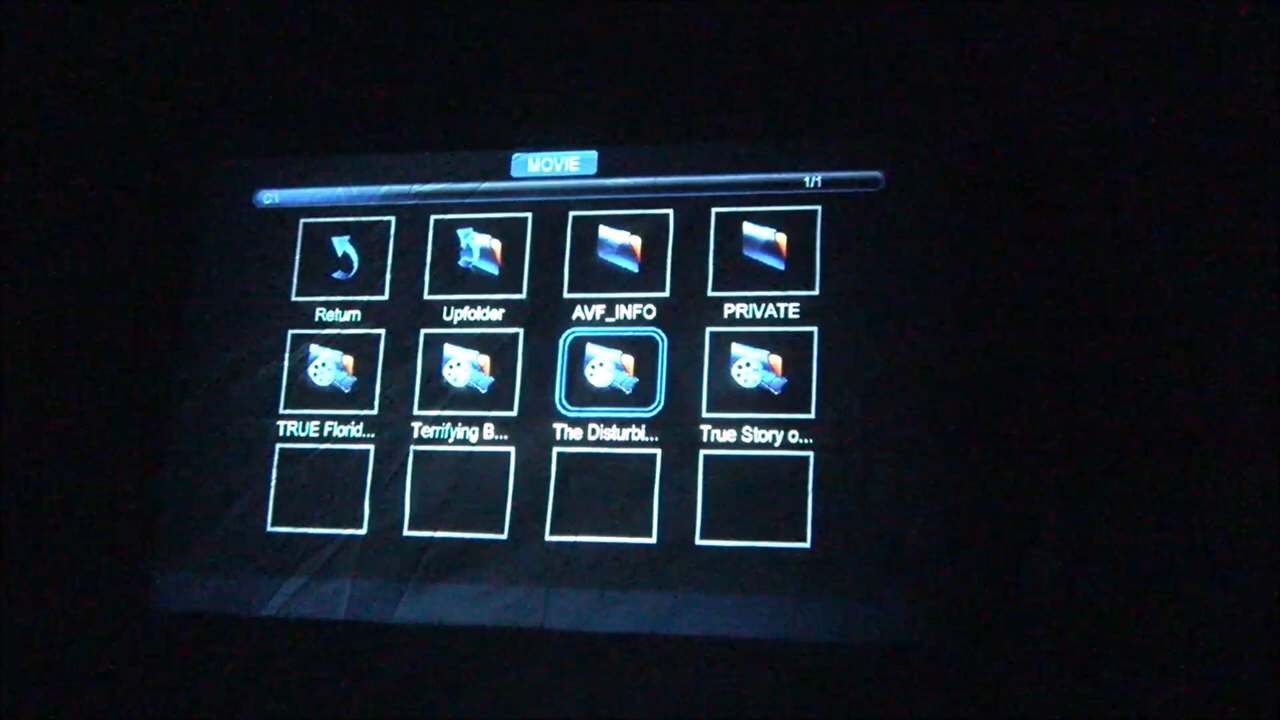 MOVIE
C:\ 1/1
Return Upfolder AVF_INFO PRIVATE
TRUE Florid... Terrifying B... The Disturbi... True Story o...